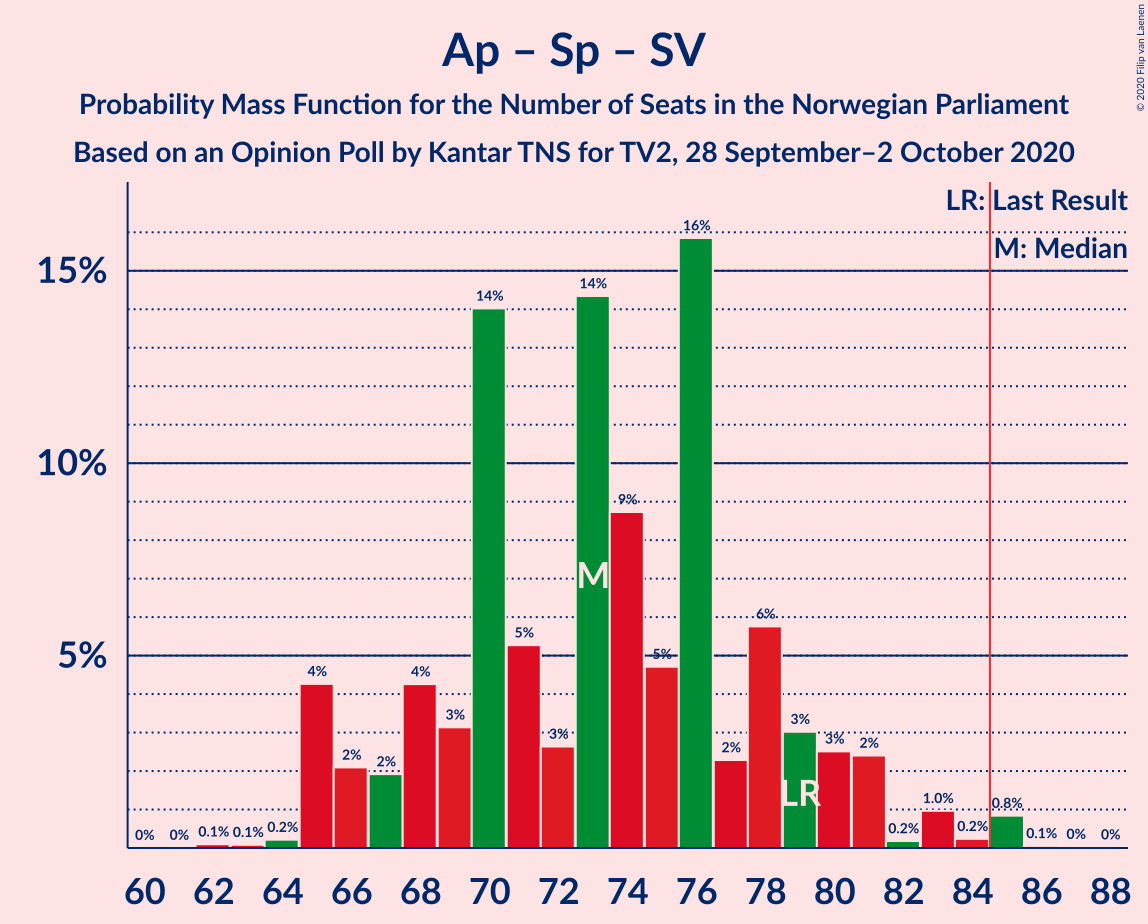 © 2020 Filip van Laenen
Ap – Sp – SV
Probability Mass Function for the Number of Seats in the Norwegian Parliament
Based on an Opinion Poll by Kantar TNS for TV2, 28 September–2 October 2020
LR: Last Result
M: Median
15%
10%
5%
0% 0% 0.1% 0.1% 0.2% 4% 2% 2% 4% 3% 14% 5% 3% 14% 9% 5% 16% 2% 6% 3% 3% 2% 0.2% 1.0% 0.2% 0.8% 0.1% 0% 0%
M
LR
60 62 64 66 68 70 72 74 76 78 80 82 84 86 88